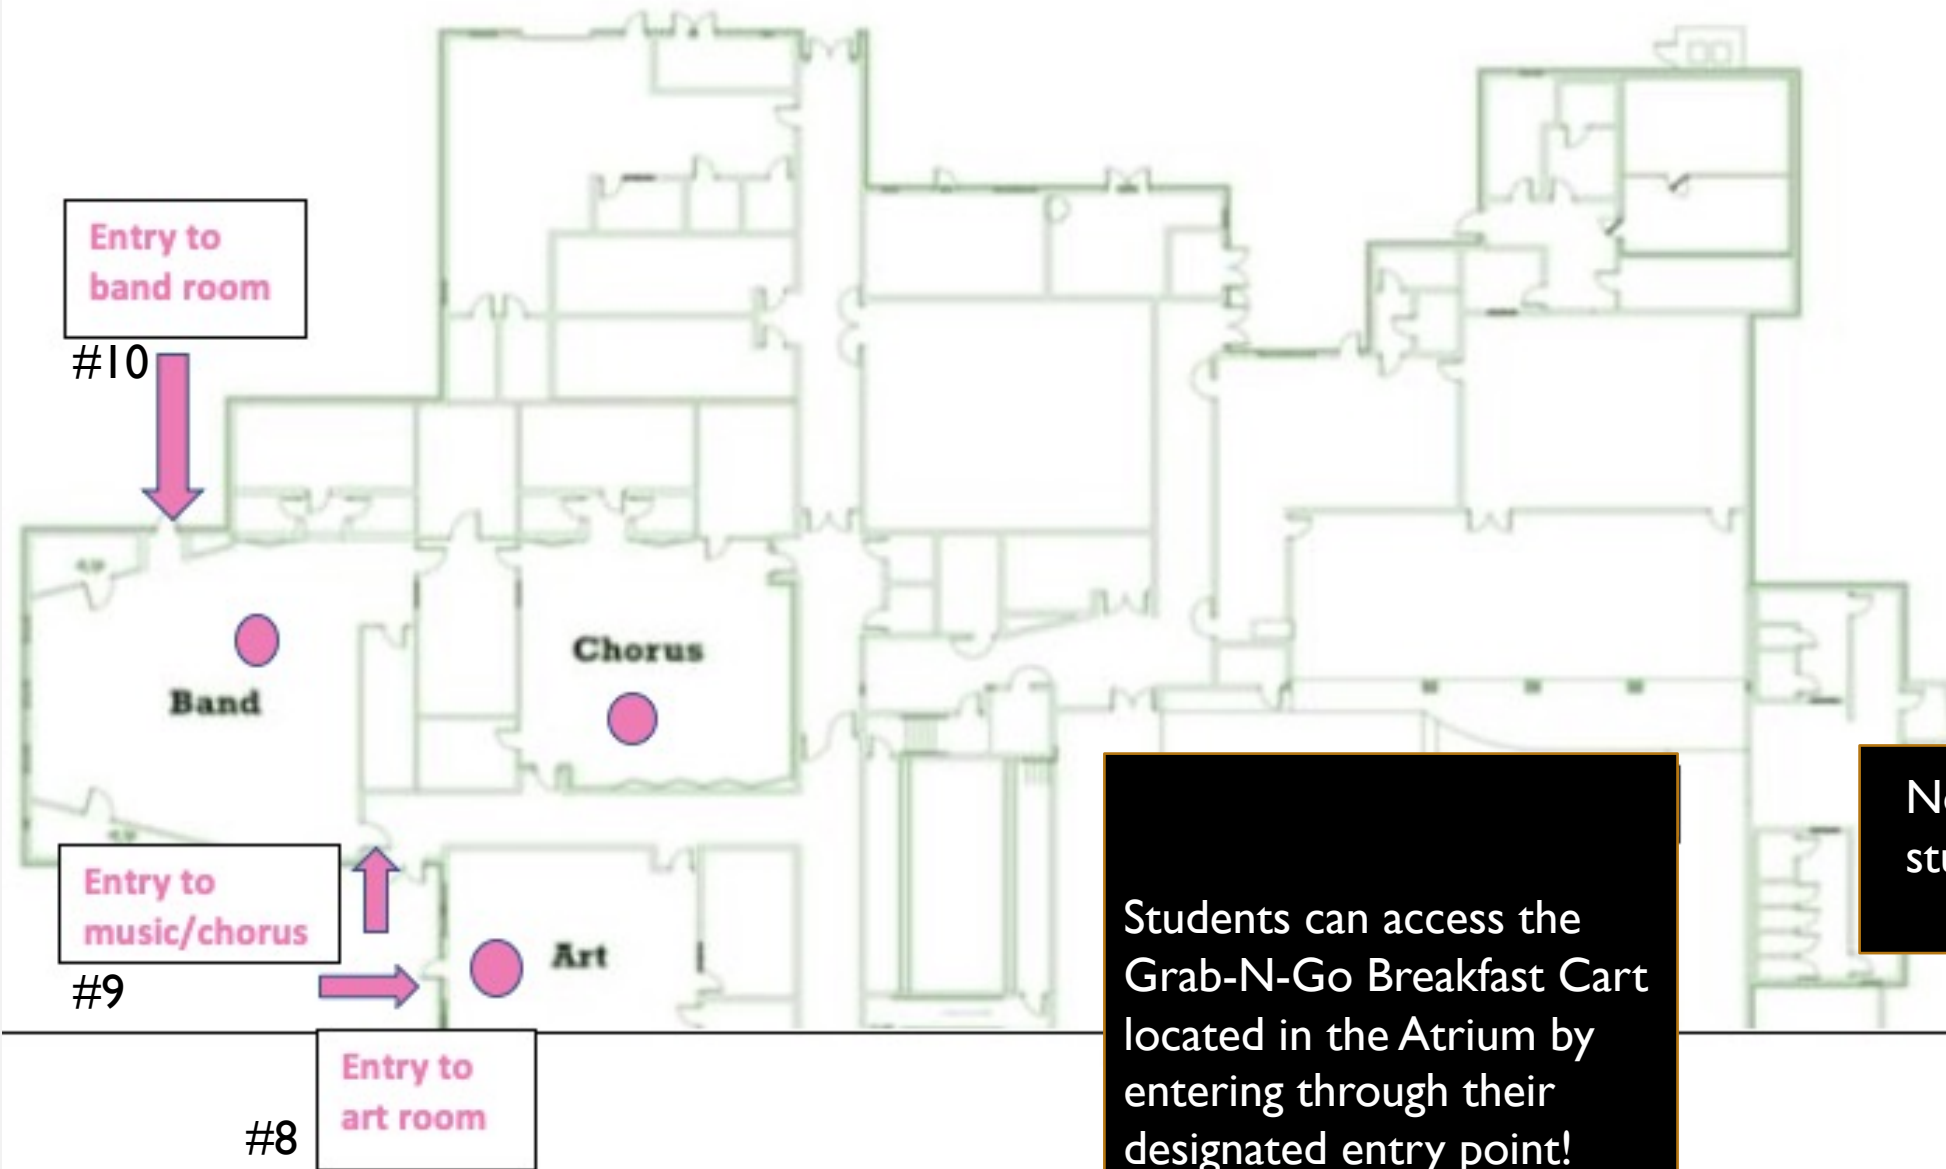 Entry to
band room
#10
Chorus
Band
Entry to
music/chorus
#9
Art
Entry to
art room
#8
Students can access the
Grab-N-Go Breakfast Cart
located in the Atrium by
entering through their
designated entry point!